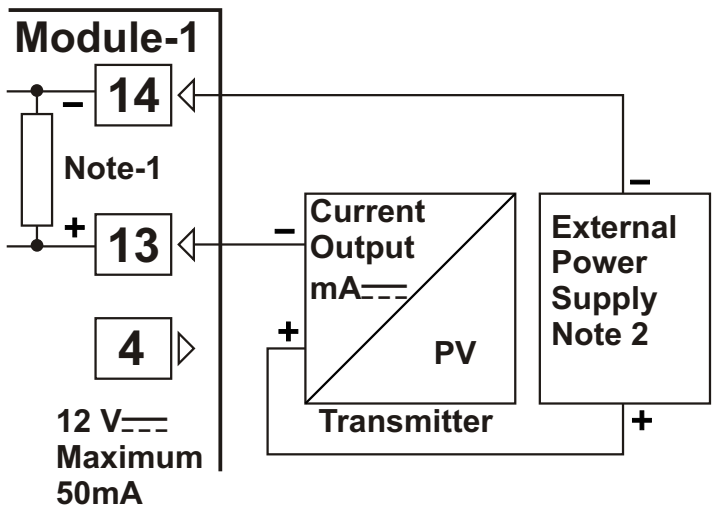 Module-1
− 14
Note-1
+ 13
4
12 V
Maximum
50mA
−
Current
Output
mA
+
PV
Transmitter
−
External
Power
Supply
Note 2
+